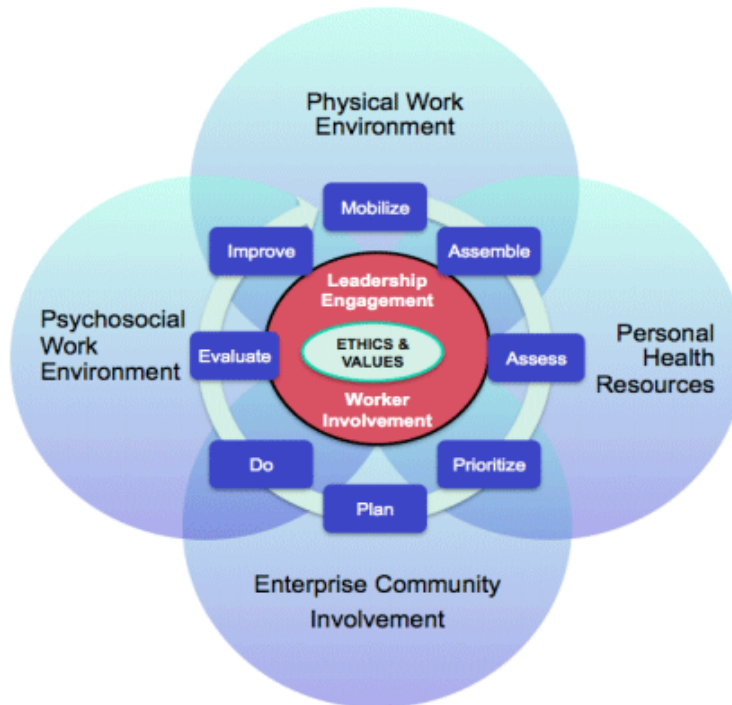 Physical Work
Environment
Mobilize
Improve
Assemble
Leadership
Engagement
Psychosocial
Work
Environment
Evaluate
ETHICS &
VALUES
Assess
Personal
Health
Resources
Worker
Involvement
Do
Prioritize
Plan
Enterprise Community
Involvement